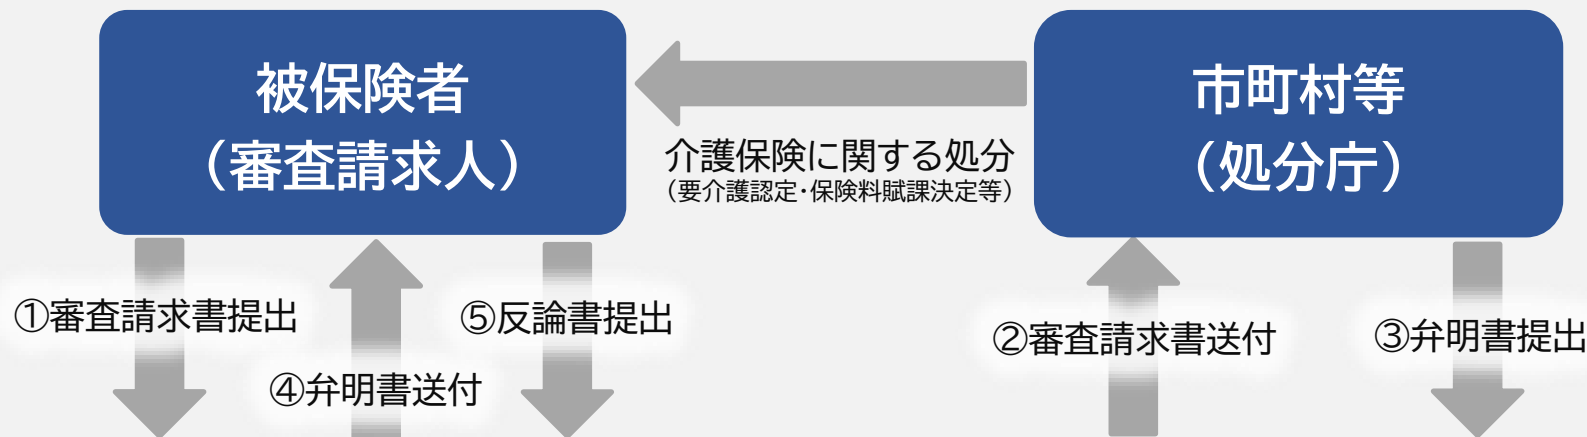 被保険者
（審査請求人）
市町村等
（処分庁）
介護保険に関する処分
（要介護認定・保険料賦課決定等）
①審査請求書提出
④弁明書送付
⑤反論書提出
②審査請求書送付
③弁明書提出